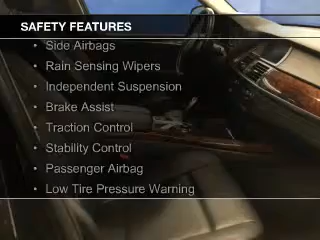 SAFETY FEATURES
• Side Airbags
• Rain Sensing Wipers
• Independent Suspension
• Brake Assist
• Traction Control
• Stability Control
• Passenger Airbag
• Low Tire Pressure Warning